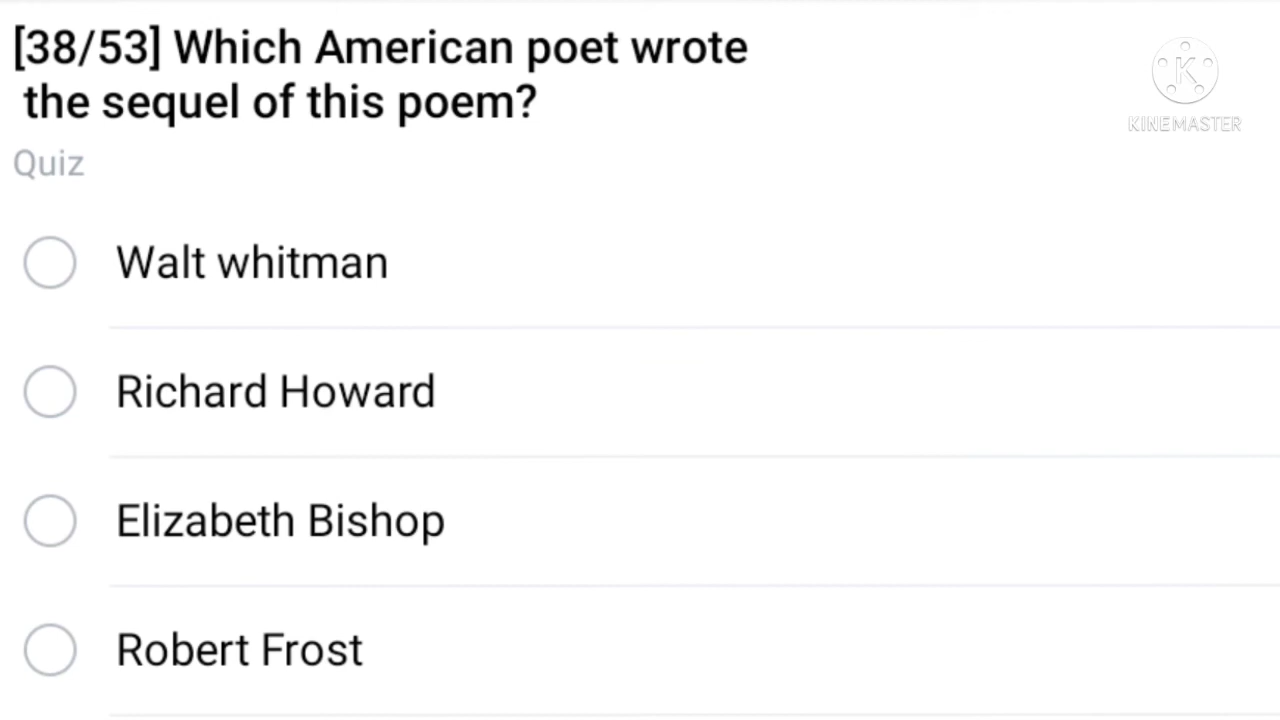 [38/53] Which American poet wrote
the sequel of this poem?
Quiz
Walt whitman
Richard Howard
Elizabeth Bishop
Robert Frost
K
KINEMASTER